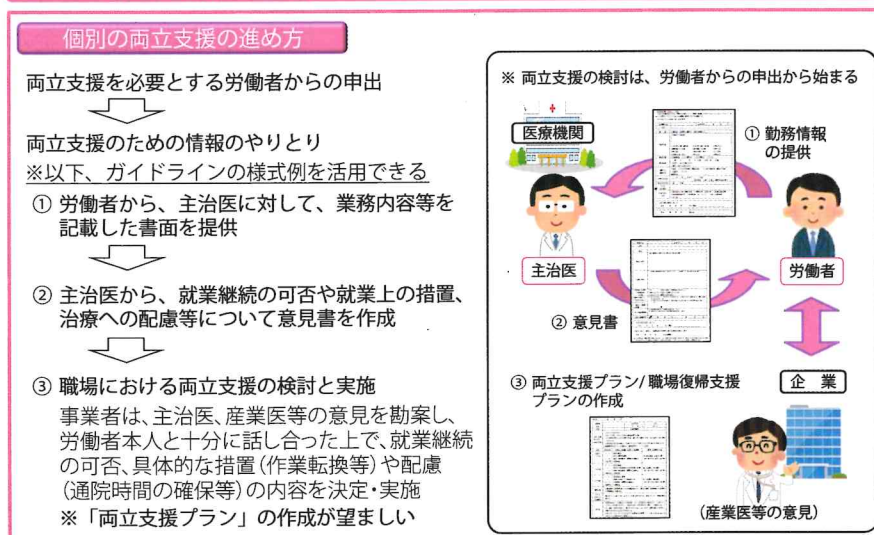 個別の両立支援の進め方
両立支援を必要とする労働者からの申出
両立支援のための情報のやりとり
※以下、ガイドラインの様式例を活用できる
① 労働者から、主治医に対して、業務内容等を
記載した書面を提供
② 主治医から、就業継続の可否や就業上の措置、
治療への配慮等について意見書を作成
③ 職場における両立支援の検討と実施
事業者は、主治医、産業医等の意見を勘案し、
労働者本人と十分に話し合った上で、就業継続
の可否、具体的な措置(作業転換等)や配慮
(通院時間の確保等)の内容を決定・実施
※「両立支援プラン」の作成が望ましい
※ 両立支援の検討は、労働者からの申出から始まる
医療機関
① 勤務情報
の提供
主治医
労働者
② 意見書
③ 両立支援プラン/職場復帰支援
プランの作成
企 業
(産業医等の意見)